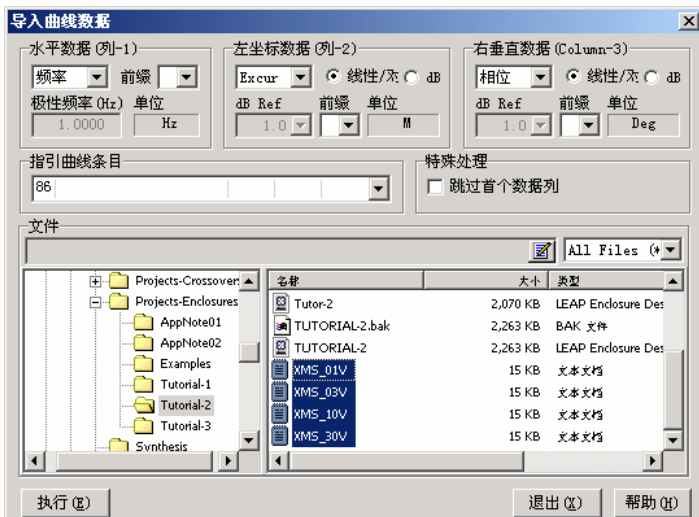 导入曲线数据
水平数据(列-1)
频率 前缀
极性频率(Hz) 单位
1.0000 Hz
左坐标数据(列-2)
Excur 线性/灰 dB
dB Ref 前缀 单位
1.0 M
右垂直数据(Column-3)
相位 线性/灰 dB
dB Ref 前缀 单位
1.0 Deg
指引曲线条目
86
特殊处理
跳过首个数据列
文件
All Files (*
Projects-Crossover:
Projects-Enclosures
AppNote01
AppNote02
Examples
Tutorial-1
Tutorial-2
Tutorial-3
Synthesis
名称 大小 类型
Tutor-2 2,070 KB LEAP Enclosure Des
TUTORIAL-2.bak 2,263 KB BAK 文件
TUTORIAL-2 2,263 KB LEAP Enclosure Des
XMS_01V 15 KB 文本文档
XMS_03V 15 KB 文本文档
XMS_10V 15 KB 文本文档
XMS_30V 15 KB 文本文档
执行(E) 退出(X) 帮助(H)